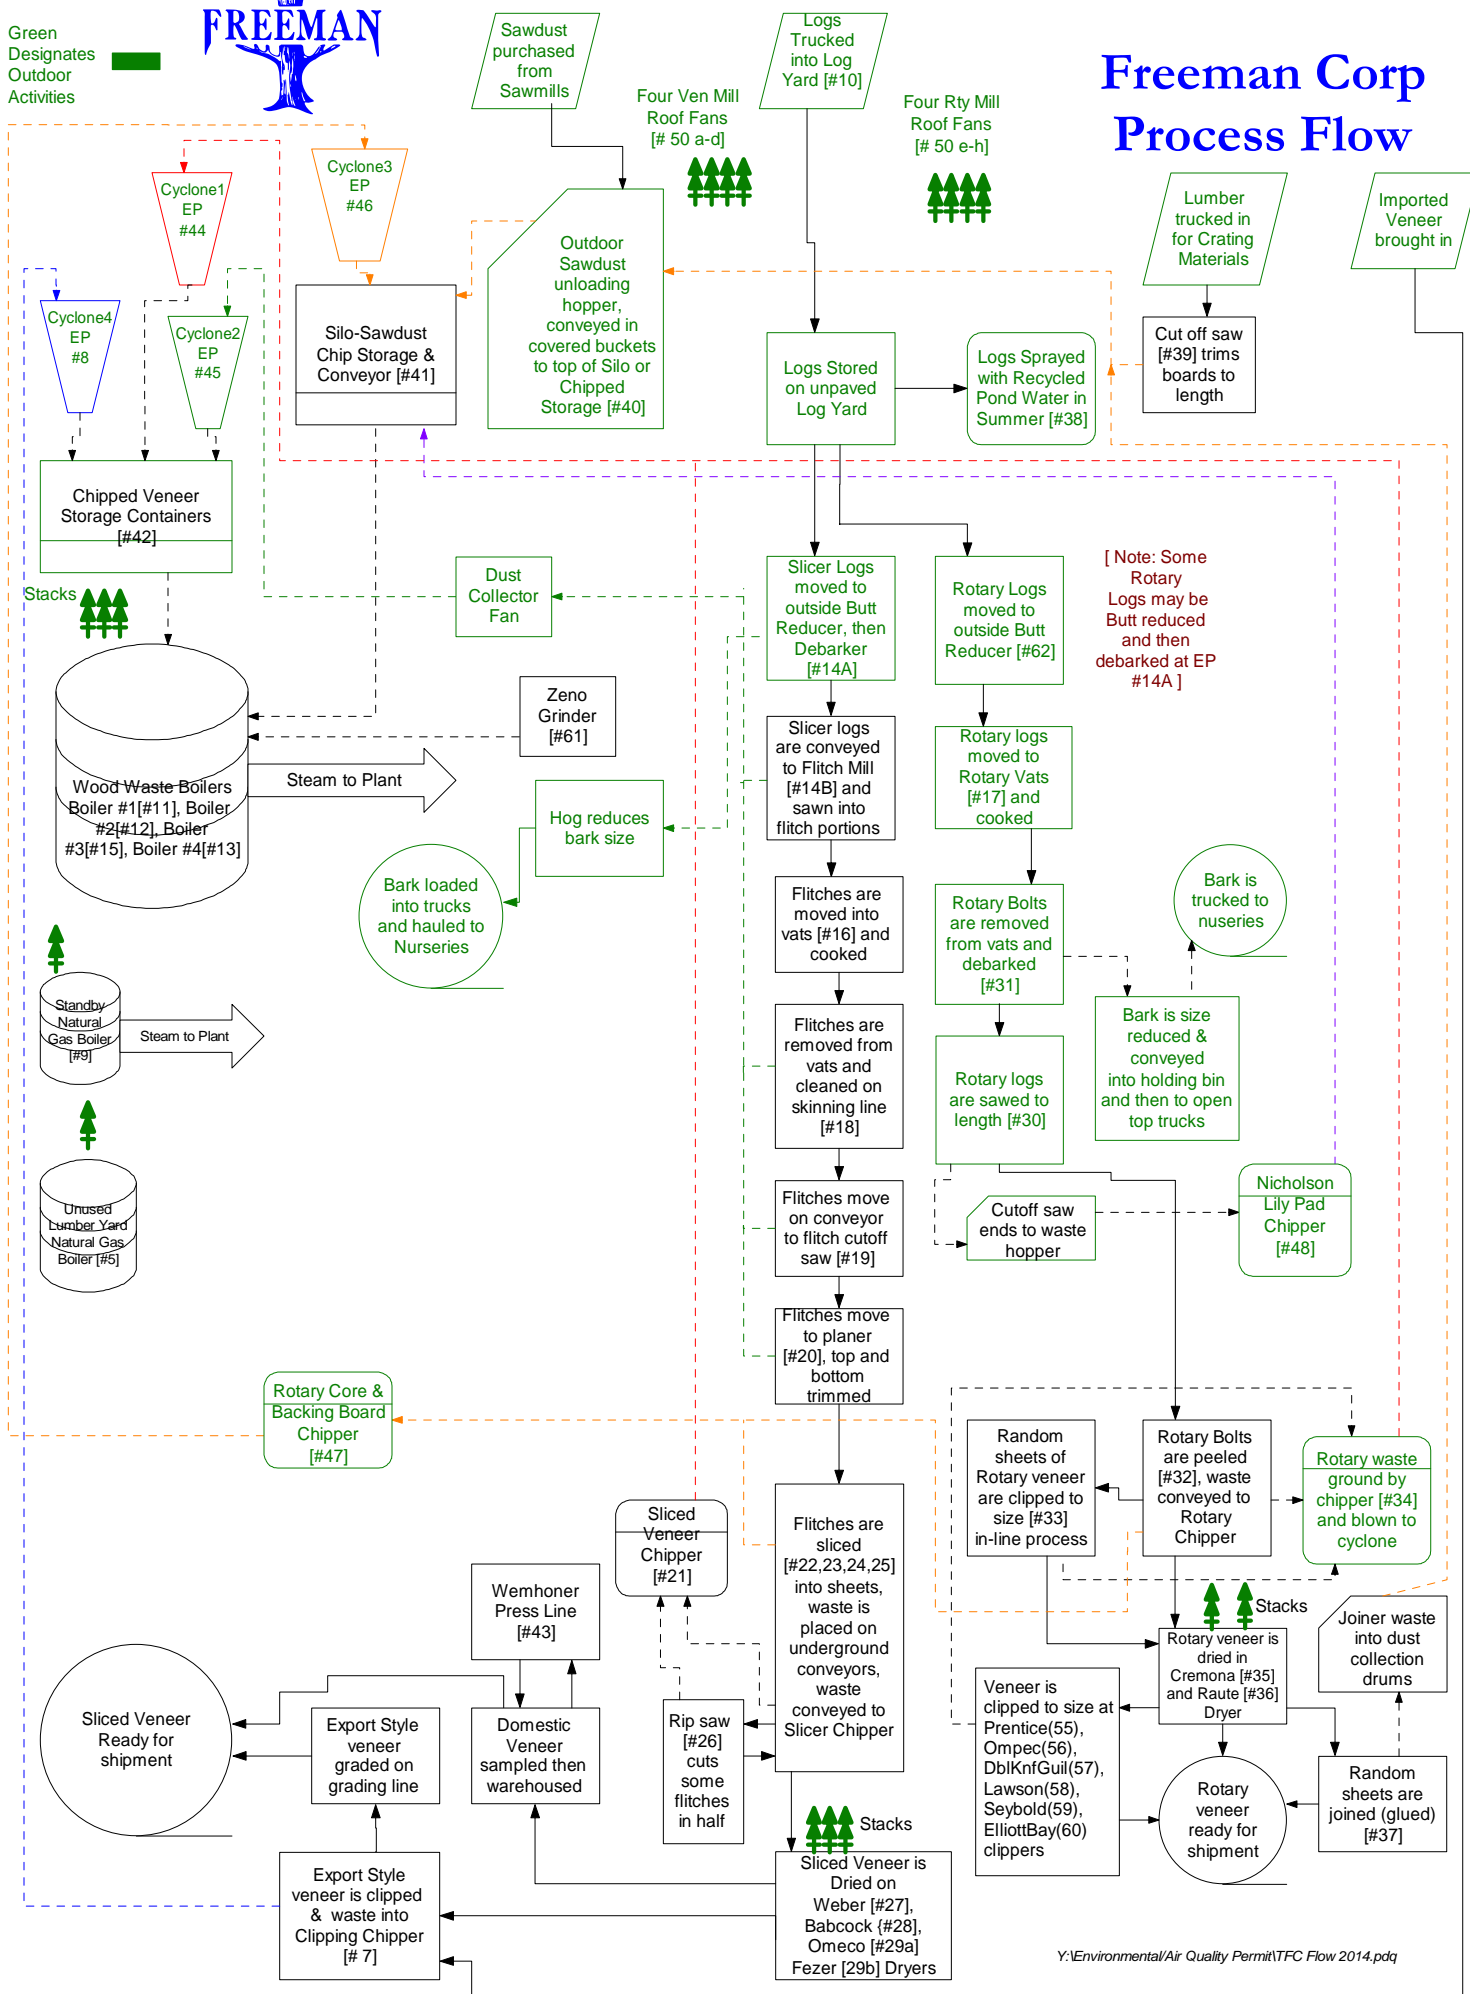 Green
Designates
Outdoor
Activities
FREEMAN
Sawdust
purchased
from
Sawmills
Logs
Trucked
into Log
Yard [#10]
Four Ven Mill
Roof Fans
[# 50 a-d]
Four Rty Mill
Roof Fans
[# 50 e-h]
Freeman Corp
Process Flow
Lumber
trucked in
for Crating
Materials
Imported
Veneer
brought in
Cyclone1
EP
#44
Cyclone3
EP
#46
Cyclone4
EP
#8
Cyclone2
EP
#45
Silo-Sawdust
Chip Storage &
Conveyor [#41]
Outdoor
Sawdust
unloading
hopper,
conveyed in
covered buckets
to top of Silo or
Chipped
Storage [#40]
Logs Stored
on unpaved
Log Yard
Logs Sprayed
with Recycled
Pond Water in
Summer [#38]
Cut off saw
[#39] trims
boards to
length
Chipped Veneer
Storage Containers
[#42]
Stacks
Dust
Collector
Fan
Slicer Logs
moved to
outside Butt
Reducer, then
Debarker
[#14A]
Rotary Logs
moved to
outside Butt
Reducer [#62]
[ Note: Some
Rotary
Logs may be
Butt reduced
and then
debarked at EP
#14A ]
Zeno
Grinder
[#61]
Steam to Plant
Wood Waste Boilers
Boiler #1[#11], Boiler
#2[#12], Boiler
#3[#15], Boiler #4[#13]
Hog reduces
bark size
Slicer logs
are conveyed
to Flitch Mill
[#14B] and
sawn into
flitch portions
Rotary logs
moved to
Rotary Vats
[#17] and
cooked
Bark loaded
into trucks
and hauled to
Nurseries
Flitches are
moved into
vats [#16] and
cooked
Rotary Bolts
are removed
from vats and
debarked
[#31]
Bark is
trucked to
nuseries
Standby
Natural
Gas Boiler
[#9]
Steam to Plant
Flitches are
removed from
vats and
cleaned on
skinning line
[#18]
Rotary logs
are sawed to
length [#30]
Bark is size
reduced &
conveyed
into holding bin
and then to open
top trucks
Unused
Lumber Yard
Natural Gas
Boiler [#5]
Flitches move
on conveyor
to flitch cutoff
saw [#19]
Cutoff saw
ends to waste
hopper
Nicholson
Lily Pad
Chipper
[#48]
Flitches move
to planer
[#20], top and
bottom
trimmed
Rotary Core &
Backing Board
Chipper
[#47]
Random
sheets of
Rotary veneer
are clipped to
size [#33]
in-line process
Rotary Bolts
are peeled
[#32], waste
conveyed to
Rotary
Chipper
Rotary waste
ground by
chipper [#34]
and blown to
cyclone
Sliced
Veneer
Chipper
[#21]
Flitches are
sliced
[#22,23,24,25]
into sheets,
waste is
placed on
underground
conveyors,
waste
conveyed to
Slicer Chipper
Wemhoner
Press Line
[#43]
Stacks
Joiner waste
into dust
collection
drums
Rotary veneer is
dried in
Cremona [#35]
and Raute [#36]
Dryer
Sliced Veneer
Ready for
shipment
Export Style
veneer
graded on
grading line
Domestic
Veneer
sampled then
warehoused
Rip saw
[#26]
cuts
some
flitches
in half
Veneer is
clipped to size at
Prentice(55),
Ompec(56),
DblKnfGuil(57),
Lawson(58),
Seybold(59),
ElliottBay(60)
clippers
Rotary
veneer
ready for
shipment
Random
sheets are
joined (glued)
[#37]
Stacks
Export Style
veneer is clipped
& waste into
Clipping Chipper
[# 7]
Sliced Veneer is
Dried on
Weber [#27],
Babcock {#28],
Omeco [#29a]
Fezer [29b] Dryers
Y:\Environmental/Air Quality Permit\TFC Flow 2014.pdq